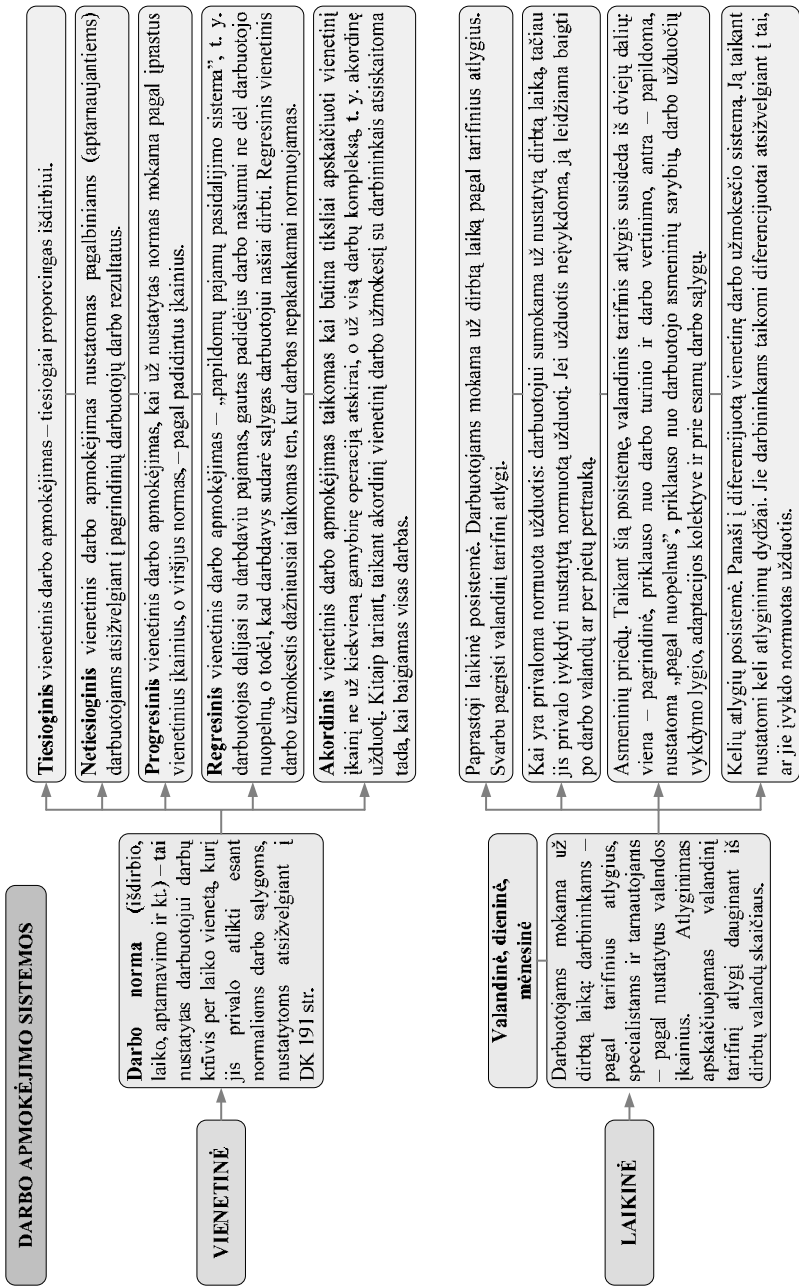 DARBO APMOKĖJIMO SISTEMOS
VIENETINĖ
Darbo norma (išdirbio,
laiko, aptarnavimo ir kt.) – tai
nustatytas darbuotojui darbų
krūvis per laiko vienetą, kurį
jis privalo atlikti esant
normalioms darbo sąlygoms,
nustatytoms atsižvelgiant į
DK 191 str.
Tiesioginis vienetinis darbo apmokėjimas – tiesiogiai proporcingas išdirbiui.
Netiesioginis vienetinis darbo apmokėjimas nustatomas pagalbiniams (aptarnaujantiems)
darbuotojams atsižvelgiant į pagrindinių darbuotojų darbo rezultatus.
Progresinis vienetinis darbo apmokėjimas, kai už nustatytas normas mokama pagal įprastus
vienetinius įkainius, o viršijus normas, – pagal padidintus įkainius.
Regresinis vienetinis darbo apmokėjimas – „papildomų pajamų pasidalijimo sistema”, t. y.
darbuotojas dalijasi su darbdaviu pajamas, gautas padidėjus darbo našumui ne dėl darbuotojo
nuopelnų, o todėl, kad darbdavys sudarė sąlygas darbuotojui našiai dirbti. Regresinis vienetinis
darbo užmokestis dažniausiai taikomas ten, kur darbas nepakankamai normuojamas.
Akordinis vienetinis darbo apmokėjimas taikomas kai būtina tiksliai apskaičiuoti vienetinį
įkainį ne už kiekvieną gamybinę operaciją atskirai, o už visą darbų kompleksą, t. y. akordinę
užduotį. Kitaip tariant, taikant akordinį vienetinį darbo užmokestį su darbininkais atsiskaitoma
tada, kai baigiamas visas darbas.
LAIKINĖ
Valandinė, dieninė,
mėnesinė
Darbuotojams mokama už
dirbtą laiką: darbininkams –
pagal tarifinius atlygius,
specialistams ir tarnautojams
– pagal nustatytus valandos
įkainius. Atlyginimas
apskaičiuojamas valandinį
tarifinį atlygį dauginant iš
dirbtų valandų skaičiaus.
Paprastoji laikinė posistemė. Darbuotojams mokama už dirbtą laiką pagal tarifinius atlygius.
Svarbu pagrįsti valandinį tarifinį atlygį.
Kai yra privaloma normuota užduotis: darbuotojui sumokama už nustatytą dirbtą laiką, tačiau
jis privalo įvykdyti nustatytą normuotą užduotį. Jei užduotis neįvykdoma, ją leidžiama baigti
po darbo valandų ar per pietų pertrauką.
Asmeninių priedų. Taikant šią posistemę, valandinis tarifinis atlygis susideda iš dviejų dalių:
viena – pagrindinė, priklauso nuo darbo turinio ir darbo vertinimo, antra – papildoma,
nustatoma „pagal nuopelnus”, priklauso nuo darbuotojo asmeninių savybių, darbo užduočių
vykdymo lygio, adaptacijos kolektyve ir prie esamų darbo sąlygų.
Kelių atlygių posistemė. Panaši į diferencijuotą vienetinę darbo užmokesčio sistemą. Ją taikant
nustatomi keli atlyginimų dydžiai. Jie darbininkams taikomi diferencijuotai atsižvelgiant į tai,
ar jie įvykdo normuotas užduotis.